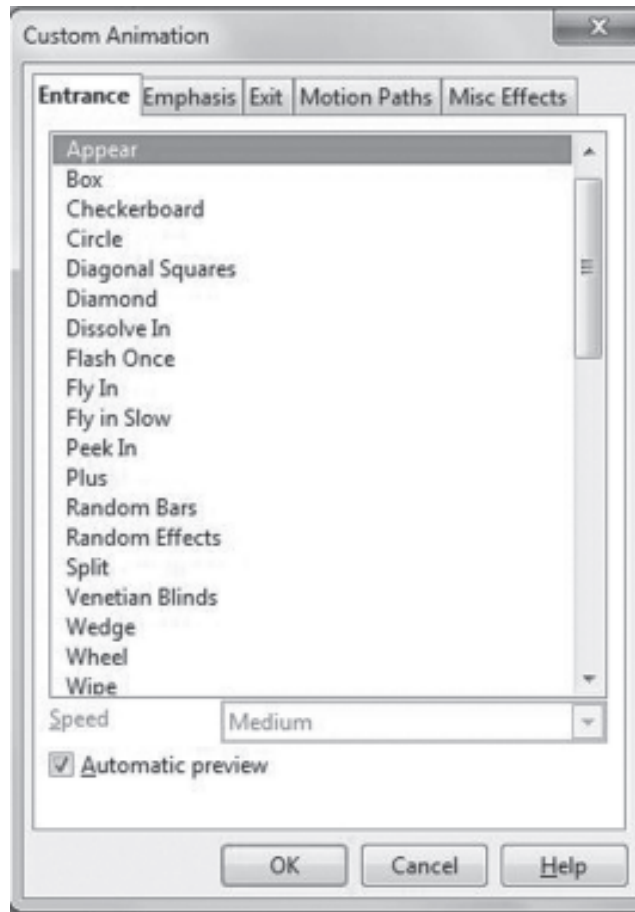 Custom Animation
Entrance Emphasis Exit Motion Paths Misc Effects
Appear
Box
Checkerboard
Circle
Diagonal Squares
Diamond
Dissolve In
Flash Once
Fly In
Fly in Slow
Peek In
Plus
Random Bars
Random Effects
Split
Venetian Blinds
Wedge
Wheel
Wipe
Speed Medium
Automatic preview
OK Cancel Help